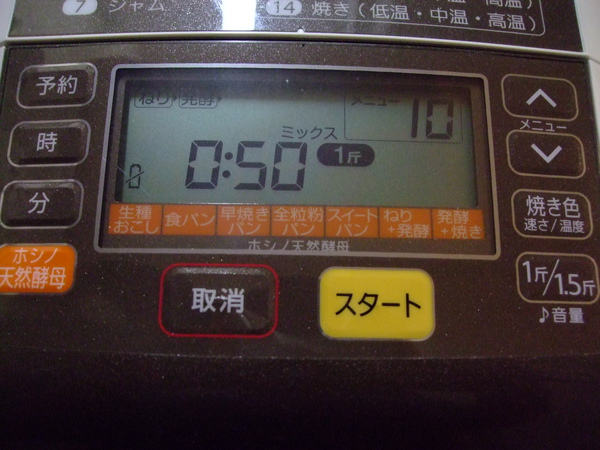 ⑦ ジャム
⑭ 焼き(低温・中温・高温)
予約
時
分
ホシノ
天然酵母
ねり 発酵
メニュー 10
ミックス
0:50 1斤
生種
おこし
食パン
早焼き
パン
全粒粉
パン
スイート
パン
ねり
+発酵
発酵
+焼き
ホシノ天然酵母
取消
スタート
メニュー
焼き色
速さ/温度
1斤/1.5斤
♪音量